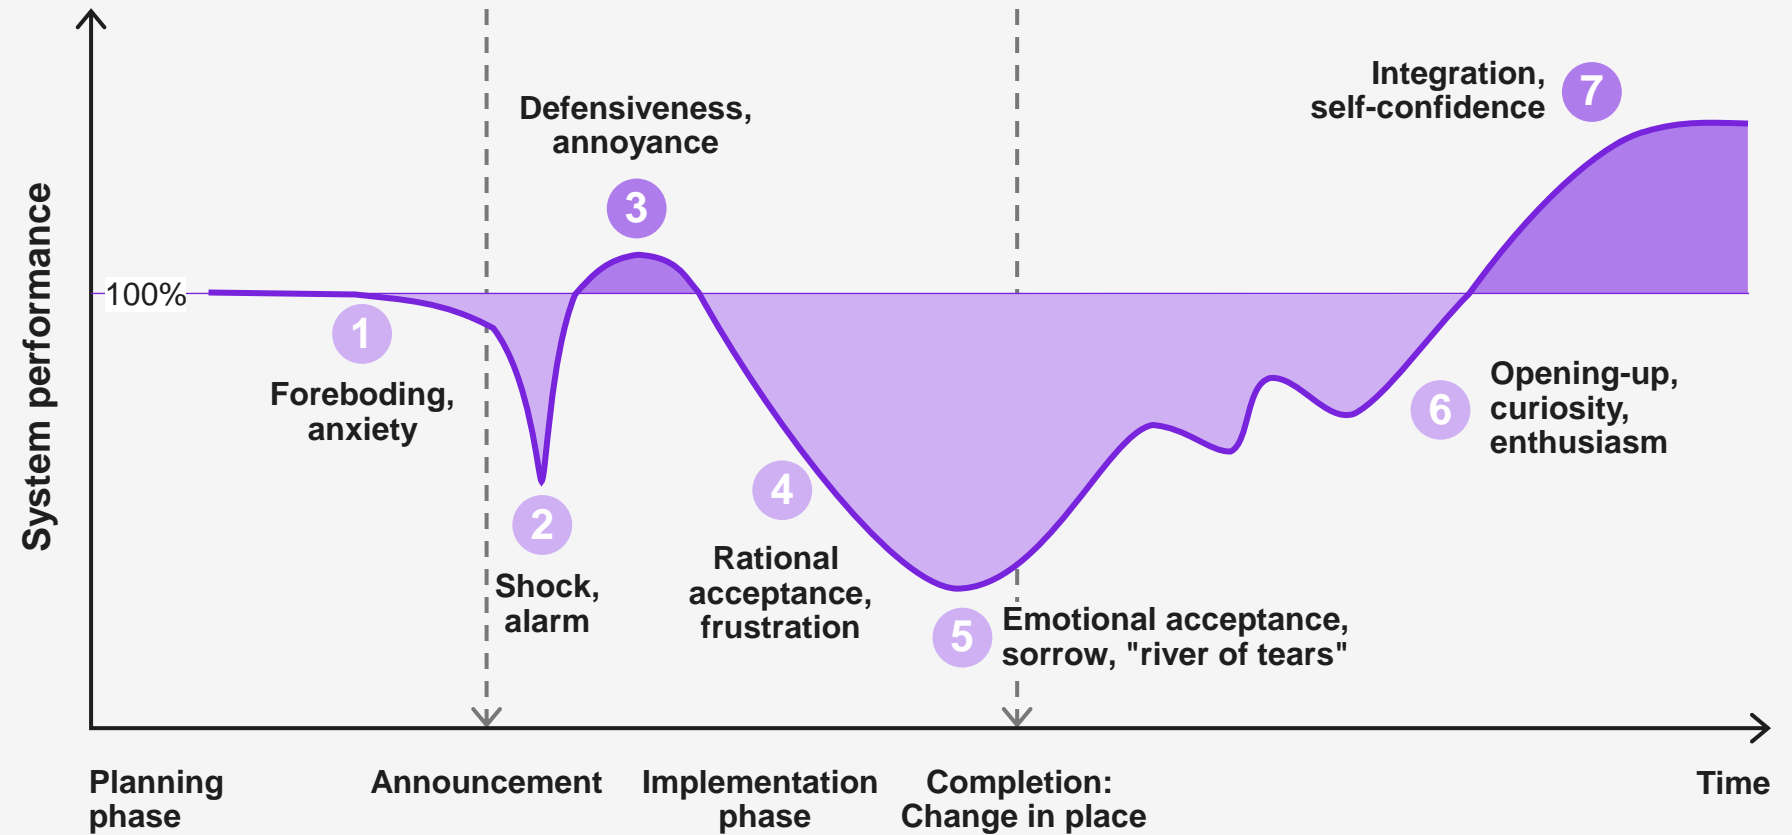 System performance
100%
1
Foreboding,
anxiety
2
Shock,
alarm
Defensiveness,
annoyance
3
4
Rational
acceptance,
frustration
5
Emotional acceptance,
sorrow, "river of tears"
6
Opening-up,
curiosity,
enthusiasm
Integration,
self-confidence
7
Planning
phase
Announcement
Implementation
phase
Completion:
Change in place
Time